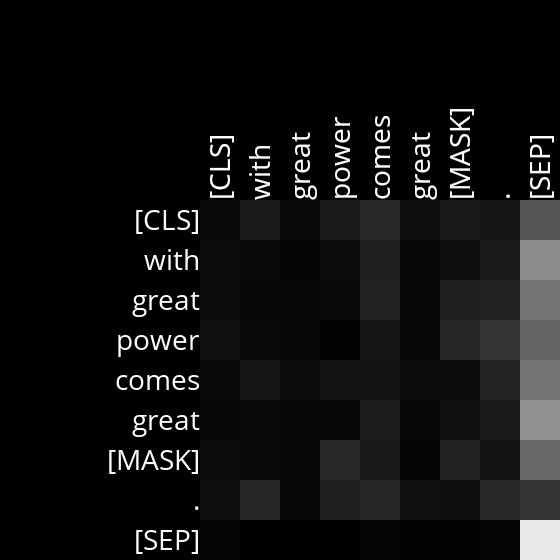 [CLS] with great power comes great [MASK] . [SEP]
[CLS]
with
great
power
comes
great
[MASK]
.
[SEP]